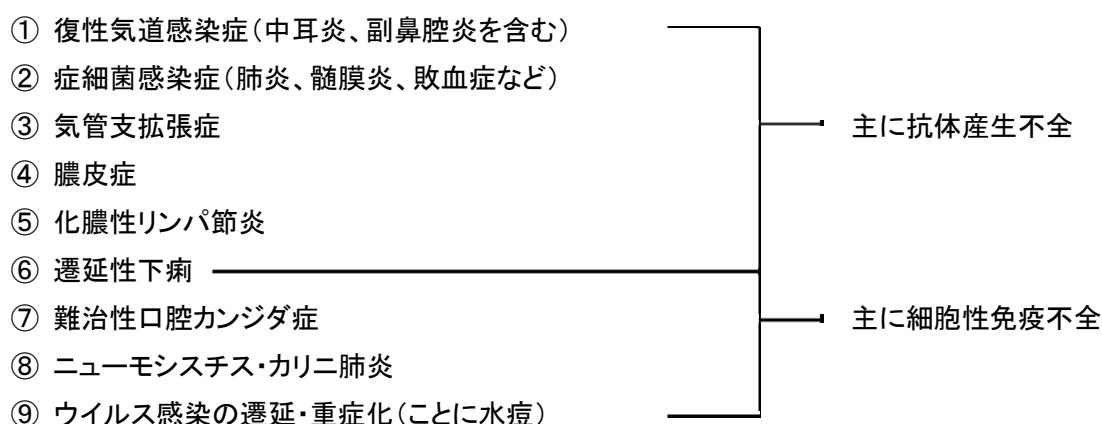 ① 復性気道感染症（中耳炎、副鼻腔炎を含む）
② 症細菌感染症（肺炎、髄膜炎、敗血症など）
③ 気管支拡張症
主に抗体産生不全
④ 膿皮症
⑤ 化膿性リンパ節炎
⑥ 遷延性下痢
⑦ 難治性口腔カンジダ症
主に細胞性免疫不全
⑧ ニューモシスチス・カリニ肺炎
⑨ ウイルス感染の遷延・重症化（ことに水痘）